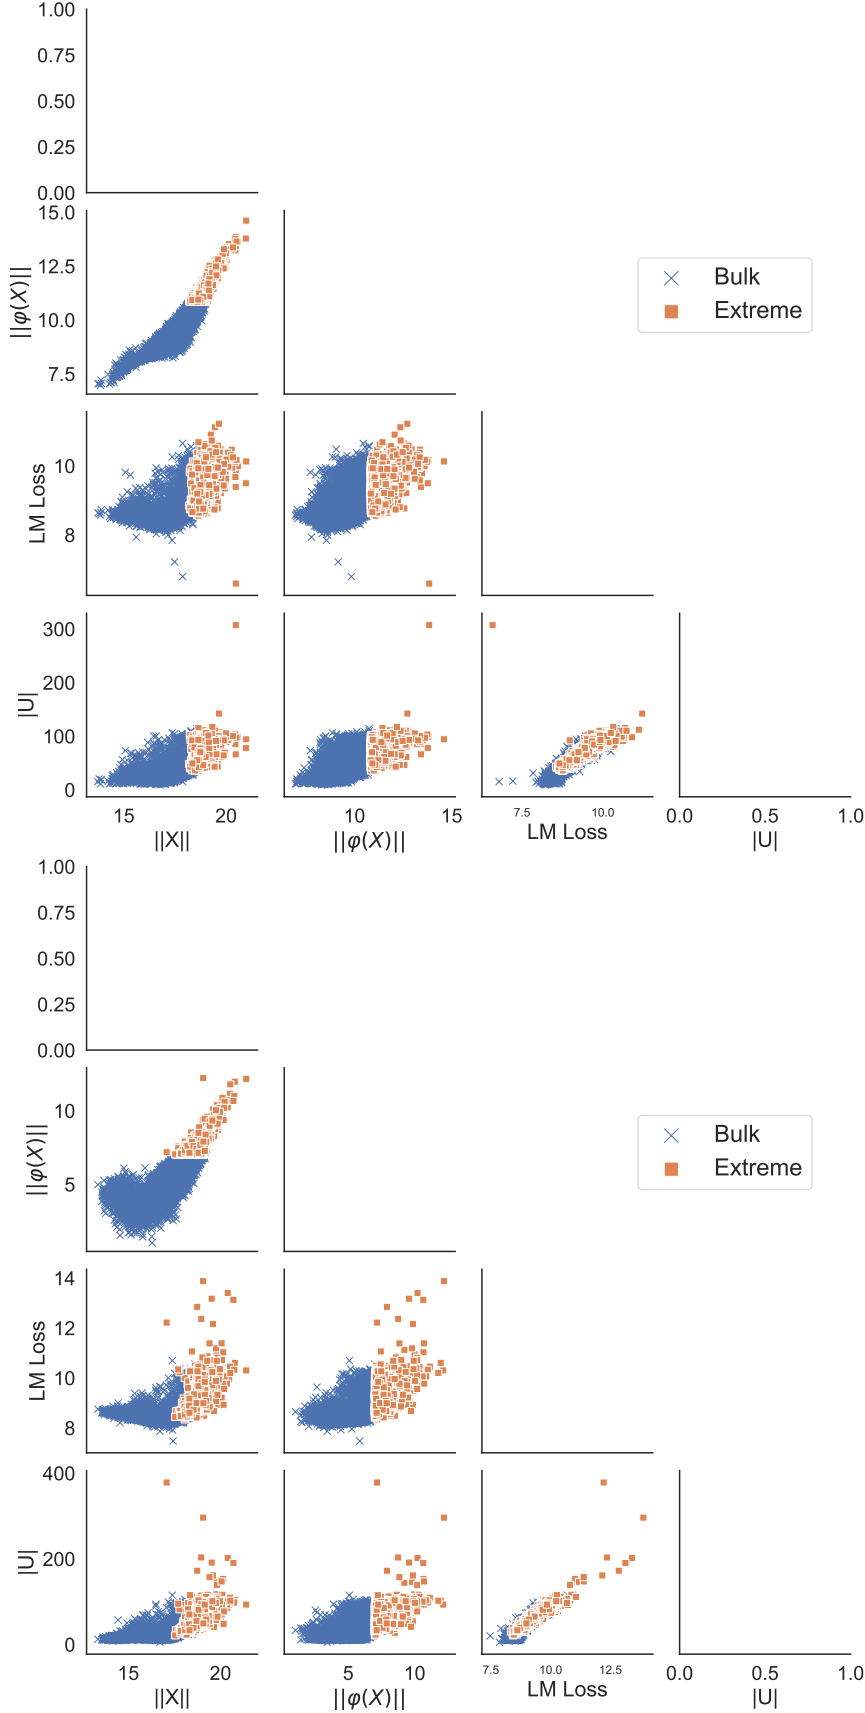 1.00
0.75
0.50
0.25
0.00
15.0
12.5
10.0
7.5
||φ(X)||
Bulk
Extreme
10
8
LM Loss
300
200
100
0
|U|
15 20
||X||
10 15
||φ(X)||
7.5 10.0
LM Loss
0.0 0.5 1.0
|U|
1.00
0.75
0.50
0.25
0.00
10
5
||φ(X)||
Bulk
Extreme
14
12
10
8
LM Loss
400
200
0
|U|
15 20
||X||
5 10
||φ(X)||
7.5 10.0 12.5
LM Loss
0.0 0.5 1.0
|U|